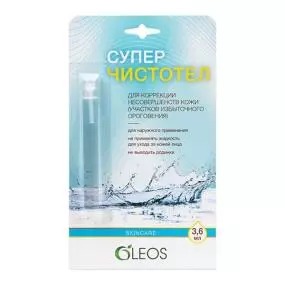 СУПЕР
ЧИСТОТЕЛ
ДЛЯ КОРРЕКЦИИ
НЕСОВЕРШЕНСТВ КОЖИ
(УЧАСТКОВ ИЗБЫТОЧНОГО
ОРОГОВЕНИЯ)
для наружного применения
не применять жидкость
для ухода за кожей лица
не выводить родинки
3,6
мл
SKINCARE
OLEOS